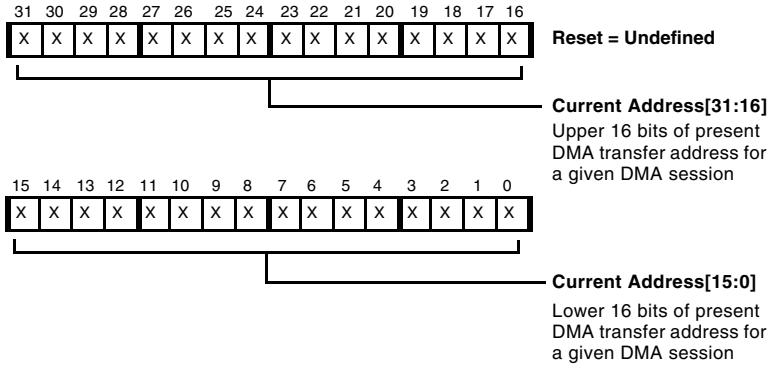 31 30 29 28 27 26 25 24 23 22 21 20 19 18 17 16
X X X X X X X X X X X X X X X X
Reset = Undefined
Current Address[31:16]
Upper 16 bits of present
DMA transfer address for
a given DMA session
15 14 13 12 11 10 9 8 7 6 5 4 3 2 1 0
X X X X X X X X X X X X X X X X
Current Address[15:0]
Lower 16 bits of present
DMA transfer address for
a given DMA session